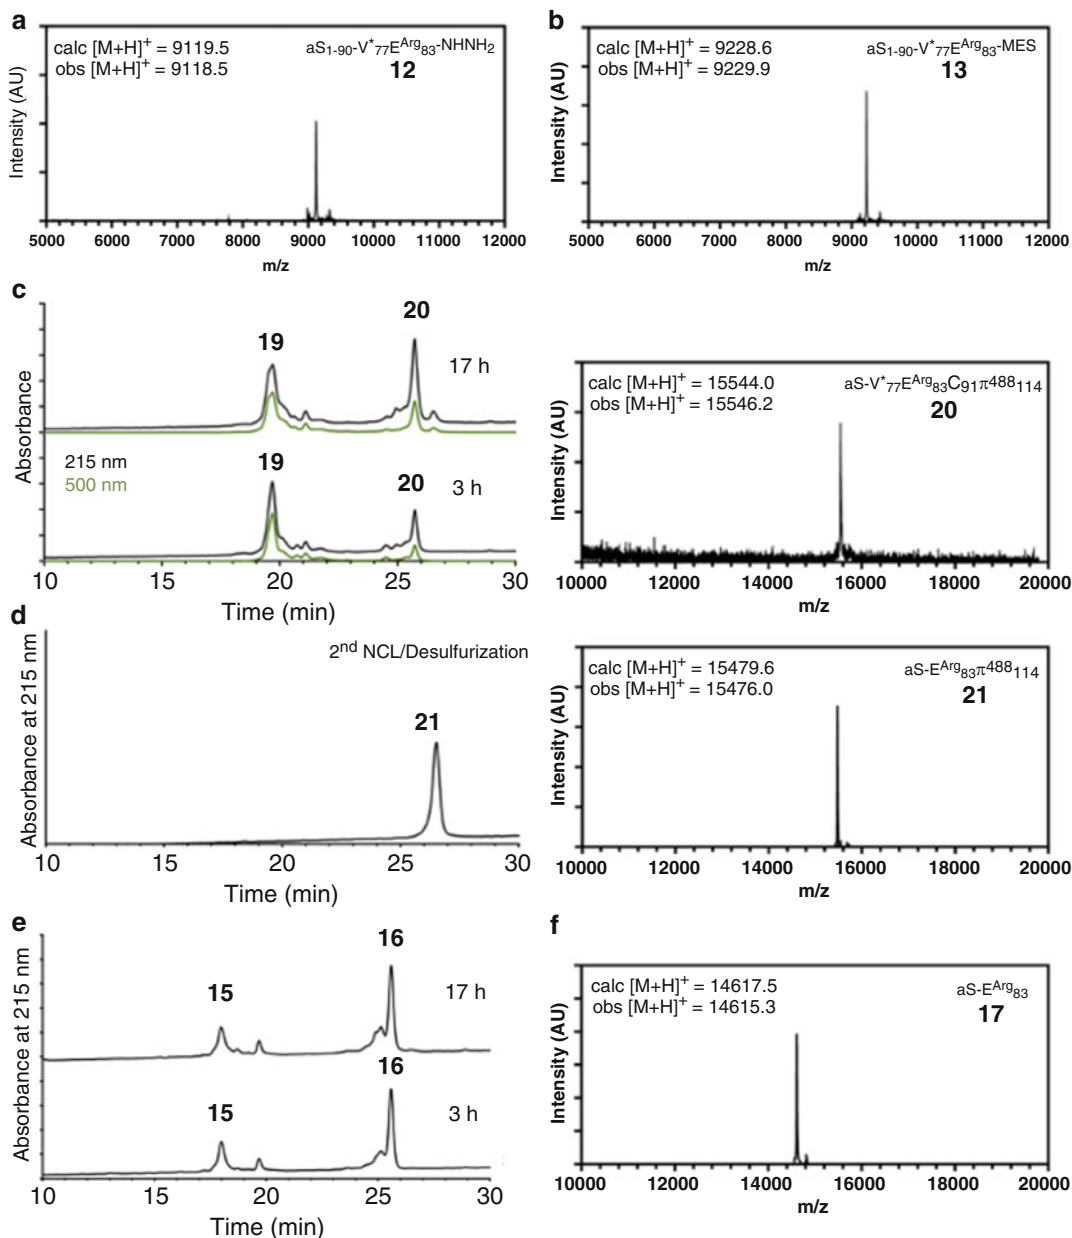 a
calc [M+H]+ = 9119.5
obs [M+H]+ = 9118.5
aS1-90-V*77EArg83-NHNH2
12
Intensity (AU)
5000 6000 7000 8000 9000 10000 11000 12000
m/z
b
calc [M+H]+ = 9228.6
obs [M+H]+ = 9229.9
aS1-90-V*77EArg83-MES
13
Intensity (AU)
5000 6000 7000 8000 9000 10000 11000 12000
m/z
c
20
19
17 h
Absorbance
215 nm
500 nm
19
20
3 h
10 15 20 25 30
Time (min)
calc [M+H]+ = 15544.0
obs [M+H]+ = 15546.2
aS-V*77EArg83C91π488114
20
Intensity (AU)
10000 12000 14000 16000 18000 20000
m/z
d
2nd NCL/Desulfurization
21
Absorbance at 215 nm
10 15 20 25 30
Time (min)
calc [M+H]+ = 15479.6
obs [M+H]+ = 15476.0
aS-EArg83π488114
21
Intensity (AU)
10000 12000 14000 16000 18000 20000
m/z
e
16
15
17 h
Absorbance at 215 nm
16
15
3 h
10 15 20 25 30
Time (min)
f
calc [M+H]+ = 14617.5
obs [M+H]+ = 14615.3
aS-EArg83
17
Intensity (AU)
10000 12000 14000 16000 18000 20000
m/z